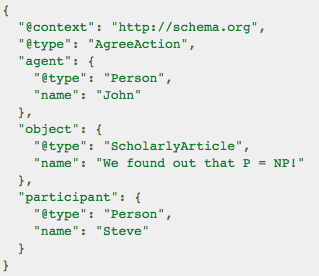 {
  "@context": "http://schema.org",
  "@type": "AgreeAction",
  "agent": {
    "@type": "Person",
    "name": "John"
  },
  "object": {
    "@type": "ScholarlyArticle",
    "name": "We found out that P = NP!"
  },
  "participant": {
    "@type": "Person",
    "name": "Steve"
  }
}